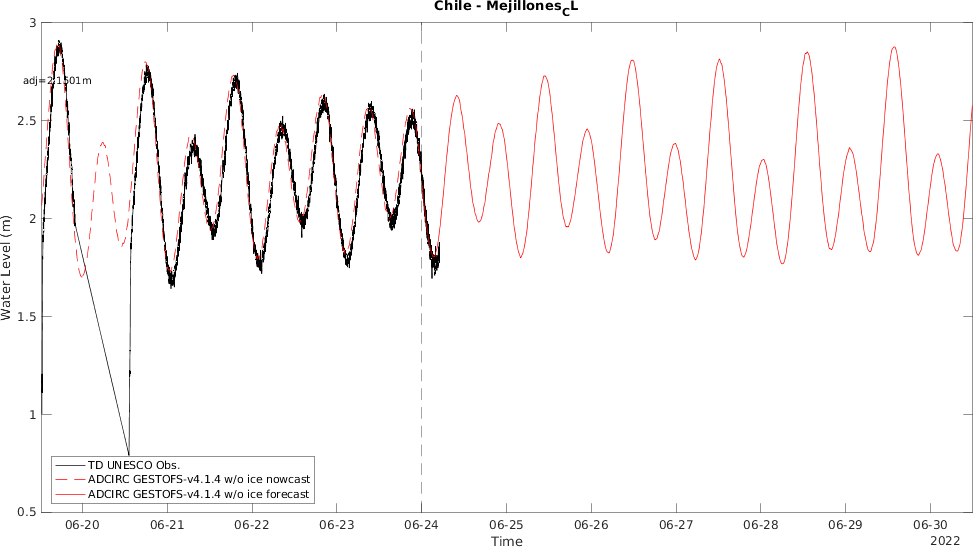 Chile - Mejillones_CL
3
adj=2.1501m
2.5
2
Water Level (m)
1.5
1
TD UNESCO Obs.
ADCIRC GESTOFS-v4.1.4 w/o ice nowcast
ADCIRC GESTOFS-v4.1.4 w/o ice forecast
0.5
06-20 06-21 06-22 06-23 06-24 06-25 06-26 06-27 06-28 06-29 06-30
Time
2022